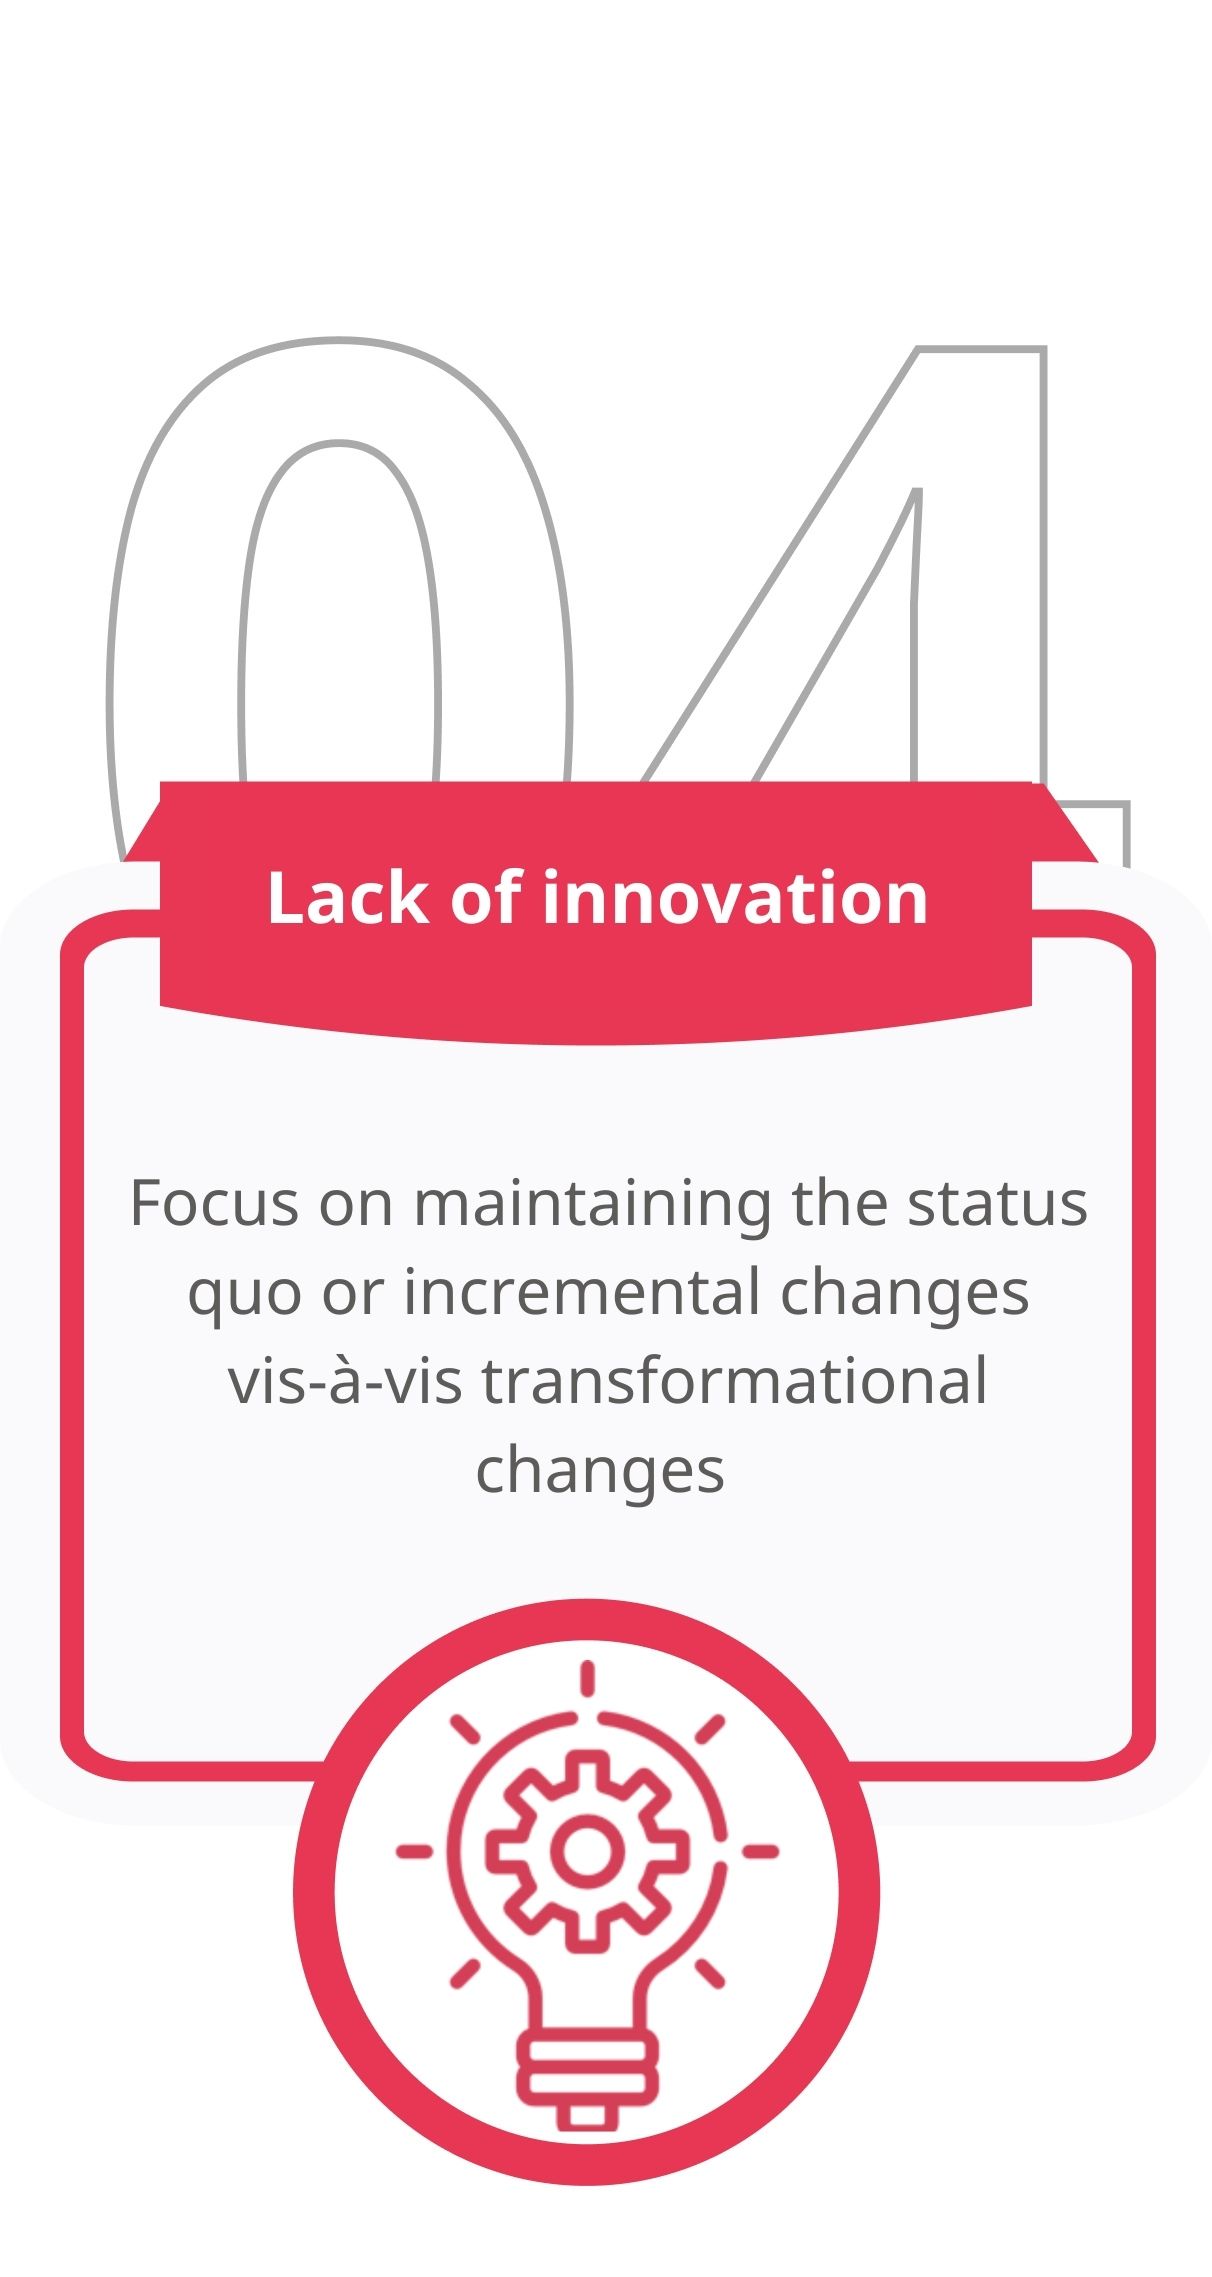 04
Lack of innovation
Focus on maintaining the status
quo or incremental changes
vis-à-vis transformational
changes